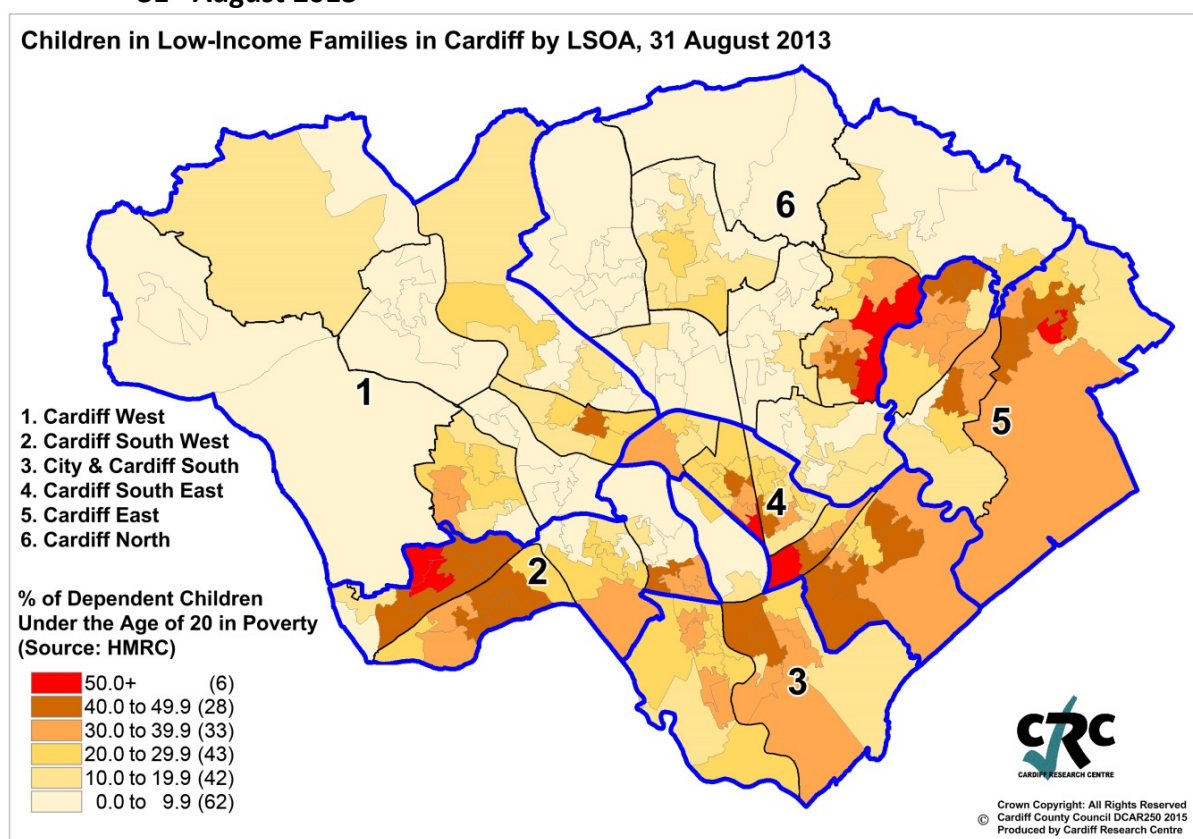 August 2013
Children in Low-Income Families in Cardiff by LSOA, 31 August 2013
6
1
5
4
2
3
1. Cardiff West
2. Cardiff South West
3. City & Cardiff South
4. Cardiff South East
5. Cardiff East
6. Cardiff North
% of Dependent Children
Under the Age of 20 in Poverty
(Source: HMRC)
50.0+ (6)
40.0 to 49.9 (28)
30.0 to 39.9 (33)
20.0 to 29.9 (43)
10.0 to 19.9 (42)
0.0 to 9.9 (62)
CRC
CARDIFF RESEARCH CENTRE
Crown Copyright: All Rights Reserved
© Cardiff County Council DCAR250 2015
Produced by Cardiff Research Centre